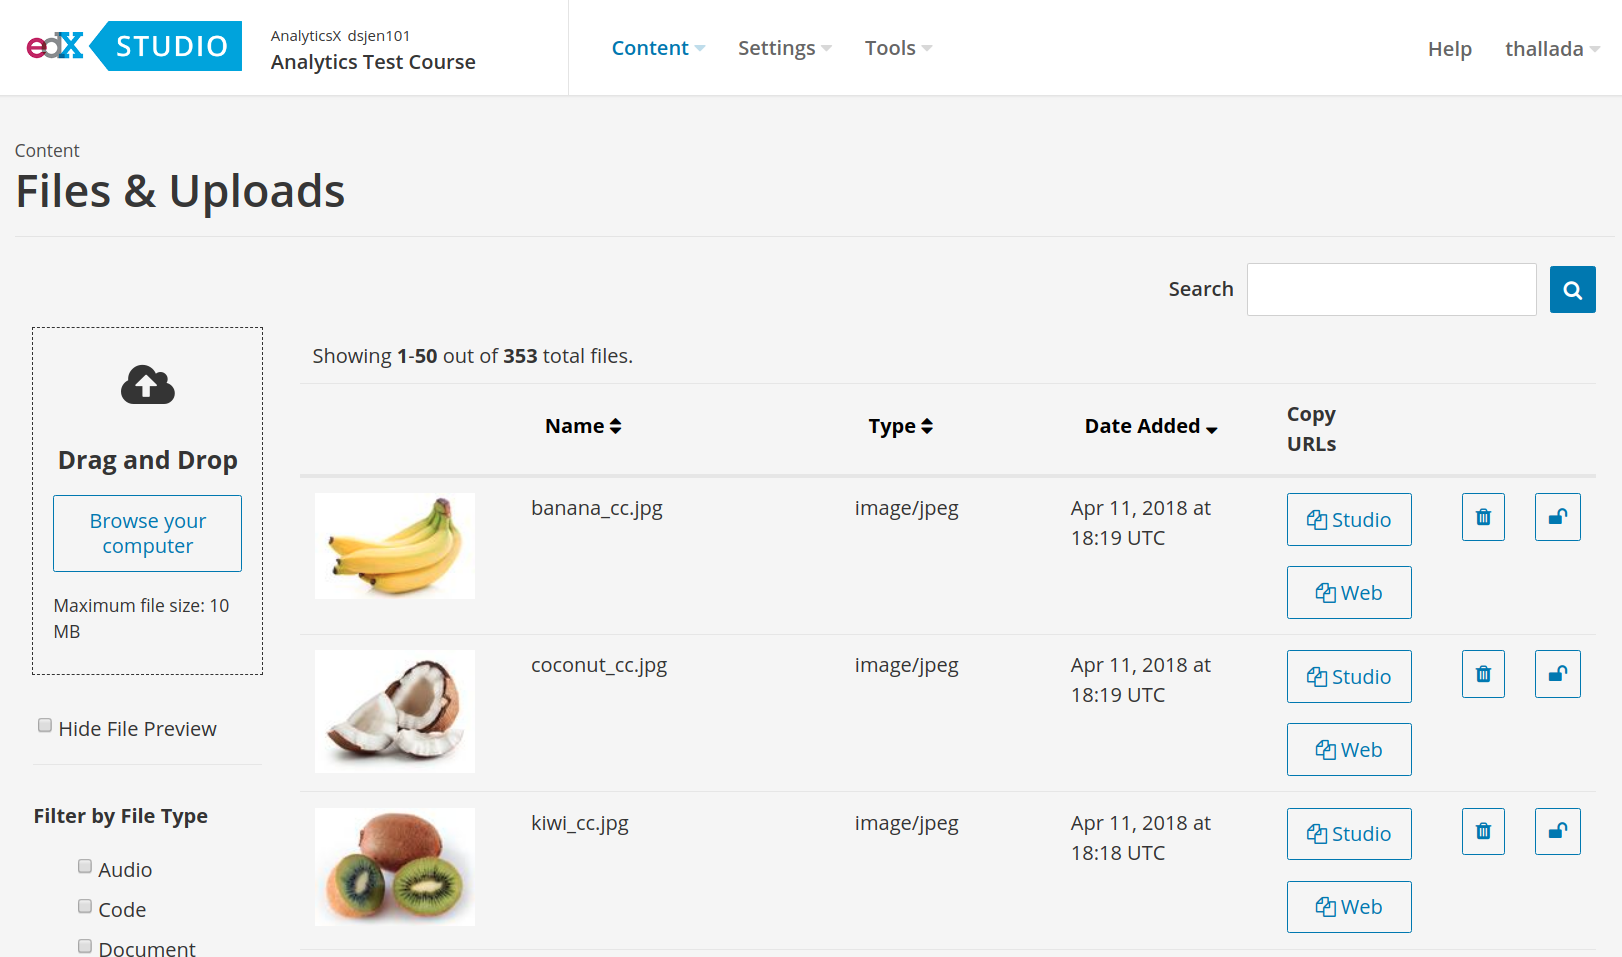 edX STUDIO
AnalyticsX dsjen101
Analytics Test Course
Content
Settings
Tools
Help
thallada
Content
Files & Uploads
Search
Drag and Drop
Browse your
computer
Maximum file size: 10
MB
Hide File Preview
Filter by File Type
Audio
Code
Document
Showing 1-50 out of 353 total files.
Name
Type
Date Added
Copy
URLs
banana_cc.jpg
image/jpeg
Apr 11, 2018 at
18:19 UTC
Studio
Web
coconut_cc.jpg
image/jpeg
Apr 11, 2018 at
18:19 UTC
Studio
Web
kiwi_cc.jpg
image/jpeg
Apr 11, 2018 at
18:18 UTC
Studio
Web